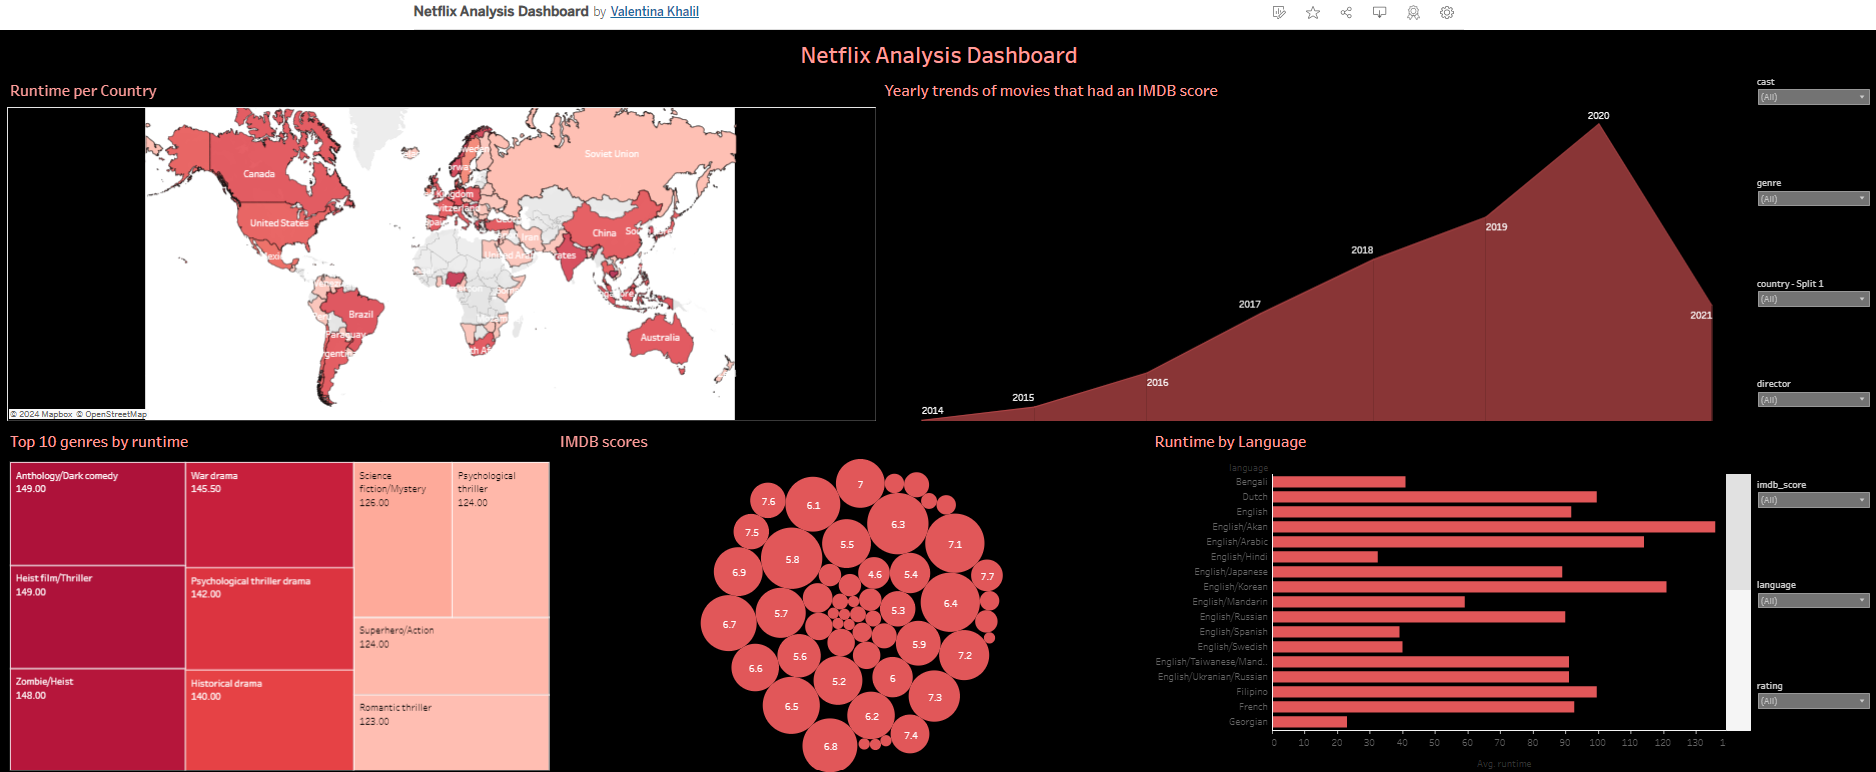 Netflix Analysis Dashboard by Valentina Khalil
Netflix Analysis Dashboard
Runtime per Country
Canada
United States
Brazil
Paraguay
Soviet Union
China
Iran
Australia
© 2024 Mapbox © OpenStreetMap
Yearly trends of movies that had an IMDB score
2014
2015
2016
2017
2018
2019
2020
2021
cast
(All)
genre
(All)
country - Split 1
(All)
director
(All)
imdb_score
(All)
language
(All)
rating
(All)
Top 10 genres by runtime
Anthology/Dark comedy
149.00
Heist film/Thriller
149.00
Zombie/Heist
148.00
War drama
145.50
Psychological thriller drama
142.00
Historical drama
140.00
Science
fiction/Mystery
126.00
Psychological
thriller
124.00
Superhero/Action
124.00
Romantic thriller
123.00
IMDB scores
7
7.6
6.1
6.3
7.5
5.5
7.1
5.8
6.9
4.6
5.4
7.7
6.4
5.7
5.3
6.7
5.9
7.2
5.6
6.6
5.2
6
7.3
6.5
6.2
7.4
6.8
Runtime by Language
language
Bengali
Dutch
English
English/Akan
English/Arabic
English/Hindi
English/Japanese
English/Korean
English/Mandarin
English/Russian
English/Spanish
English/Swedish
English/Taiwanese/Mand..
English/Ukranian/Russian
Filipino
French
Georgian
0 10 20 30 40 50 60 70 80 90 100 110 120 130 1
Avg. runtime